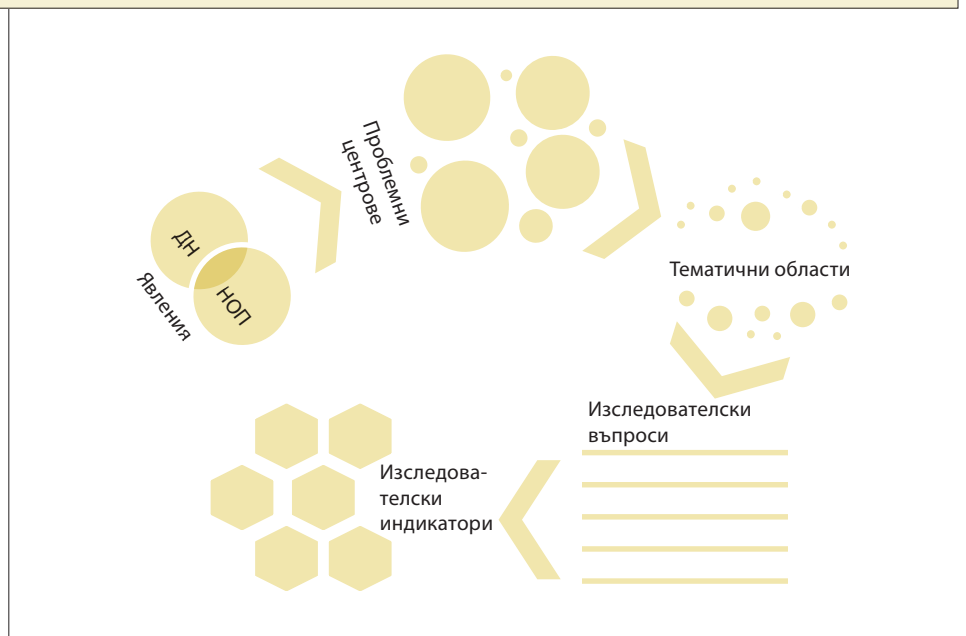 Явления
ДН
НОП
Проблемни
центрове
Тематични области
Изследователски
въпроси
Изследова-
телски
индикатори